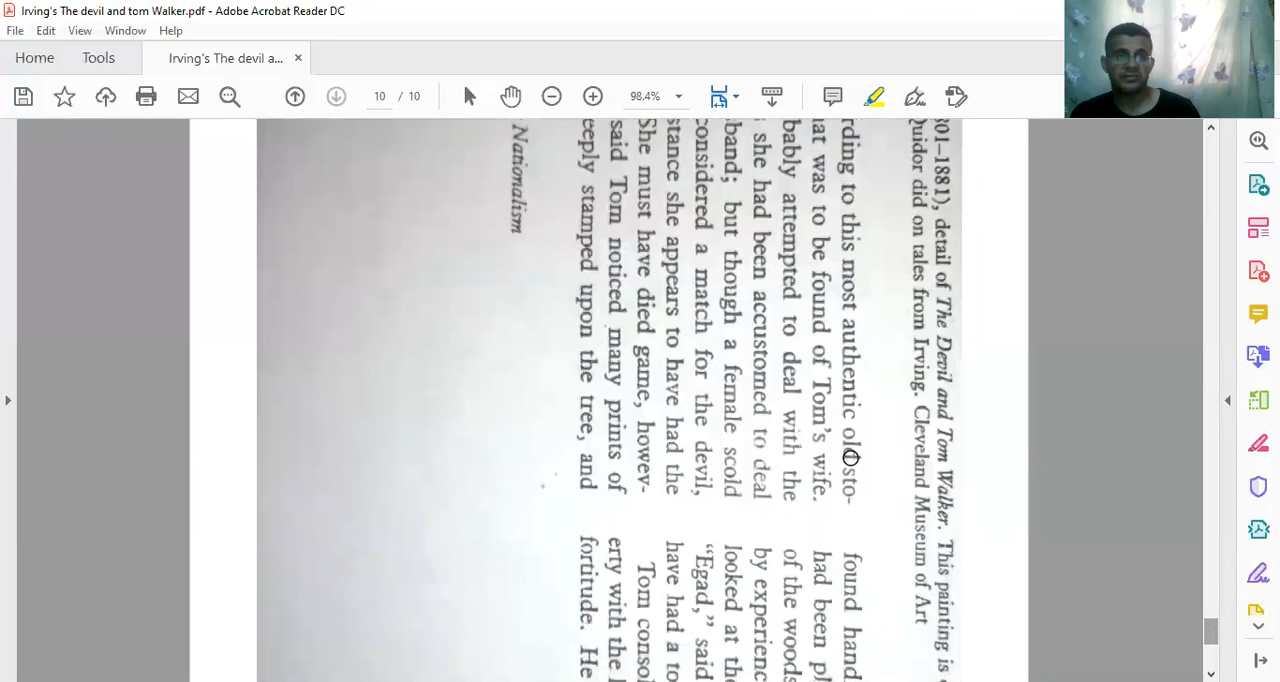 Irving's The devil and tom Walker.pdf - Adobe Acrobat Reader DC
File Edit View Window Help
Home Tools Irving's The devil a... ×
10 / 10 98.4%
801–1881), detail of The Devil and Tom Walker. This painting is
Quidor did on tales from Irving. Cleveland Museum of Art
rding to this most authentic old sto-
hat was to be found of Tom's wife.
bably attempted to deal with the
she had been accustomed to deal
band; but though a female scold
considered a match for the devil,
stance she appears to have had the
She must have died game, howev-
said Tom noticed many prints of
eeply stamped upon the tree, and
found hand
had been pl
of the woods
by experienc
looked at the
“Egad,” said
have had a to
Tom consol
erty with the
fortitude. He
Nationalism